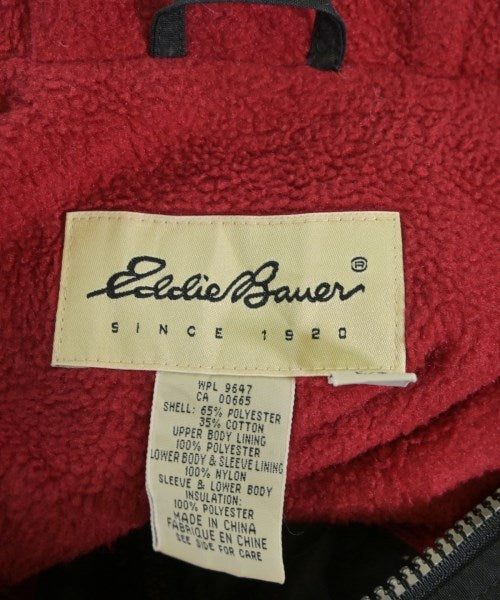 Eddie Bauer®
SINCE 1920
WPL 9647
CA 00665
SHELL: 65% POLYESTER
35% COTTON
UPPER BODY LINING
100% POLYESTER
LOWER BODY & SLEEVE LINING
100% NYLON
SLEEVE & LOWER BODY
INSULATION:
100% POLYESTER
MADE IN CHINA
FABRIQUE EN CHINE
SEE SIDE FOR CARE